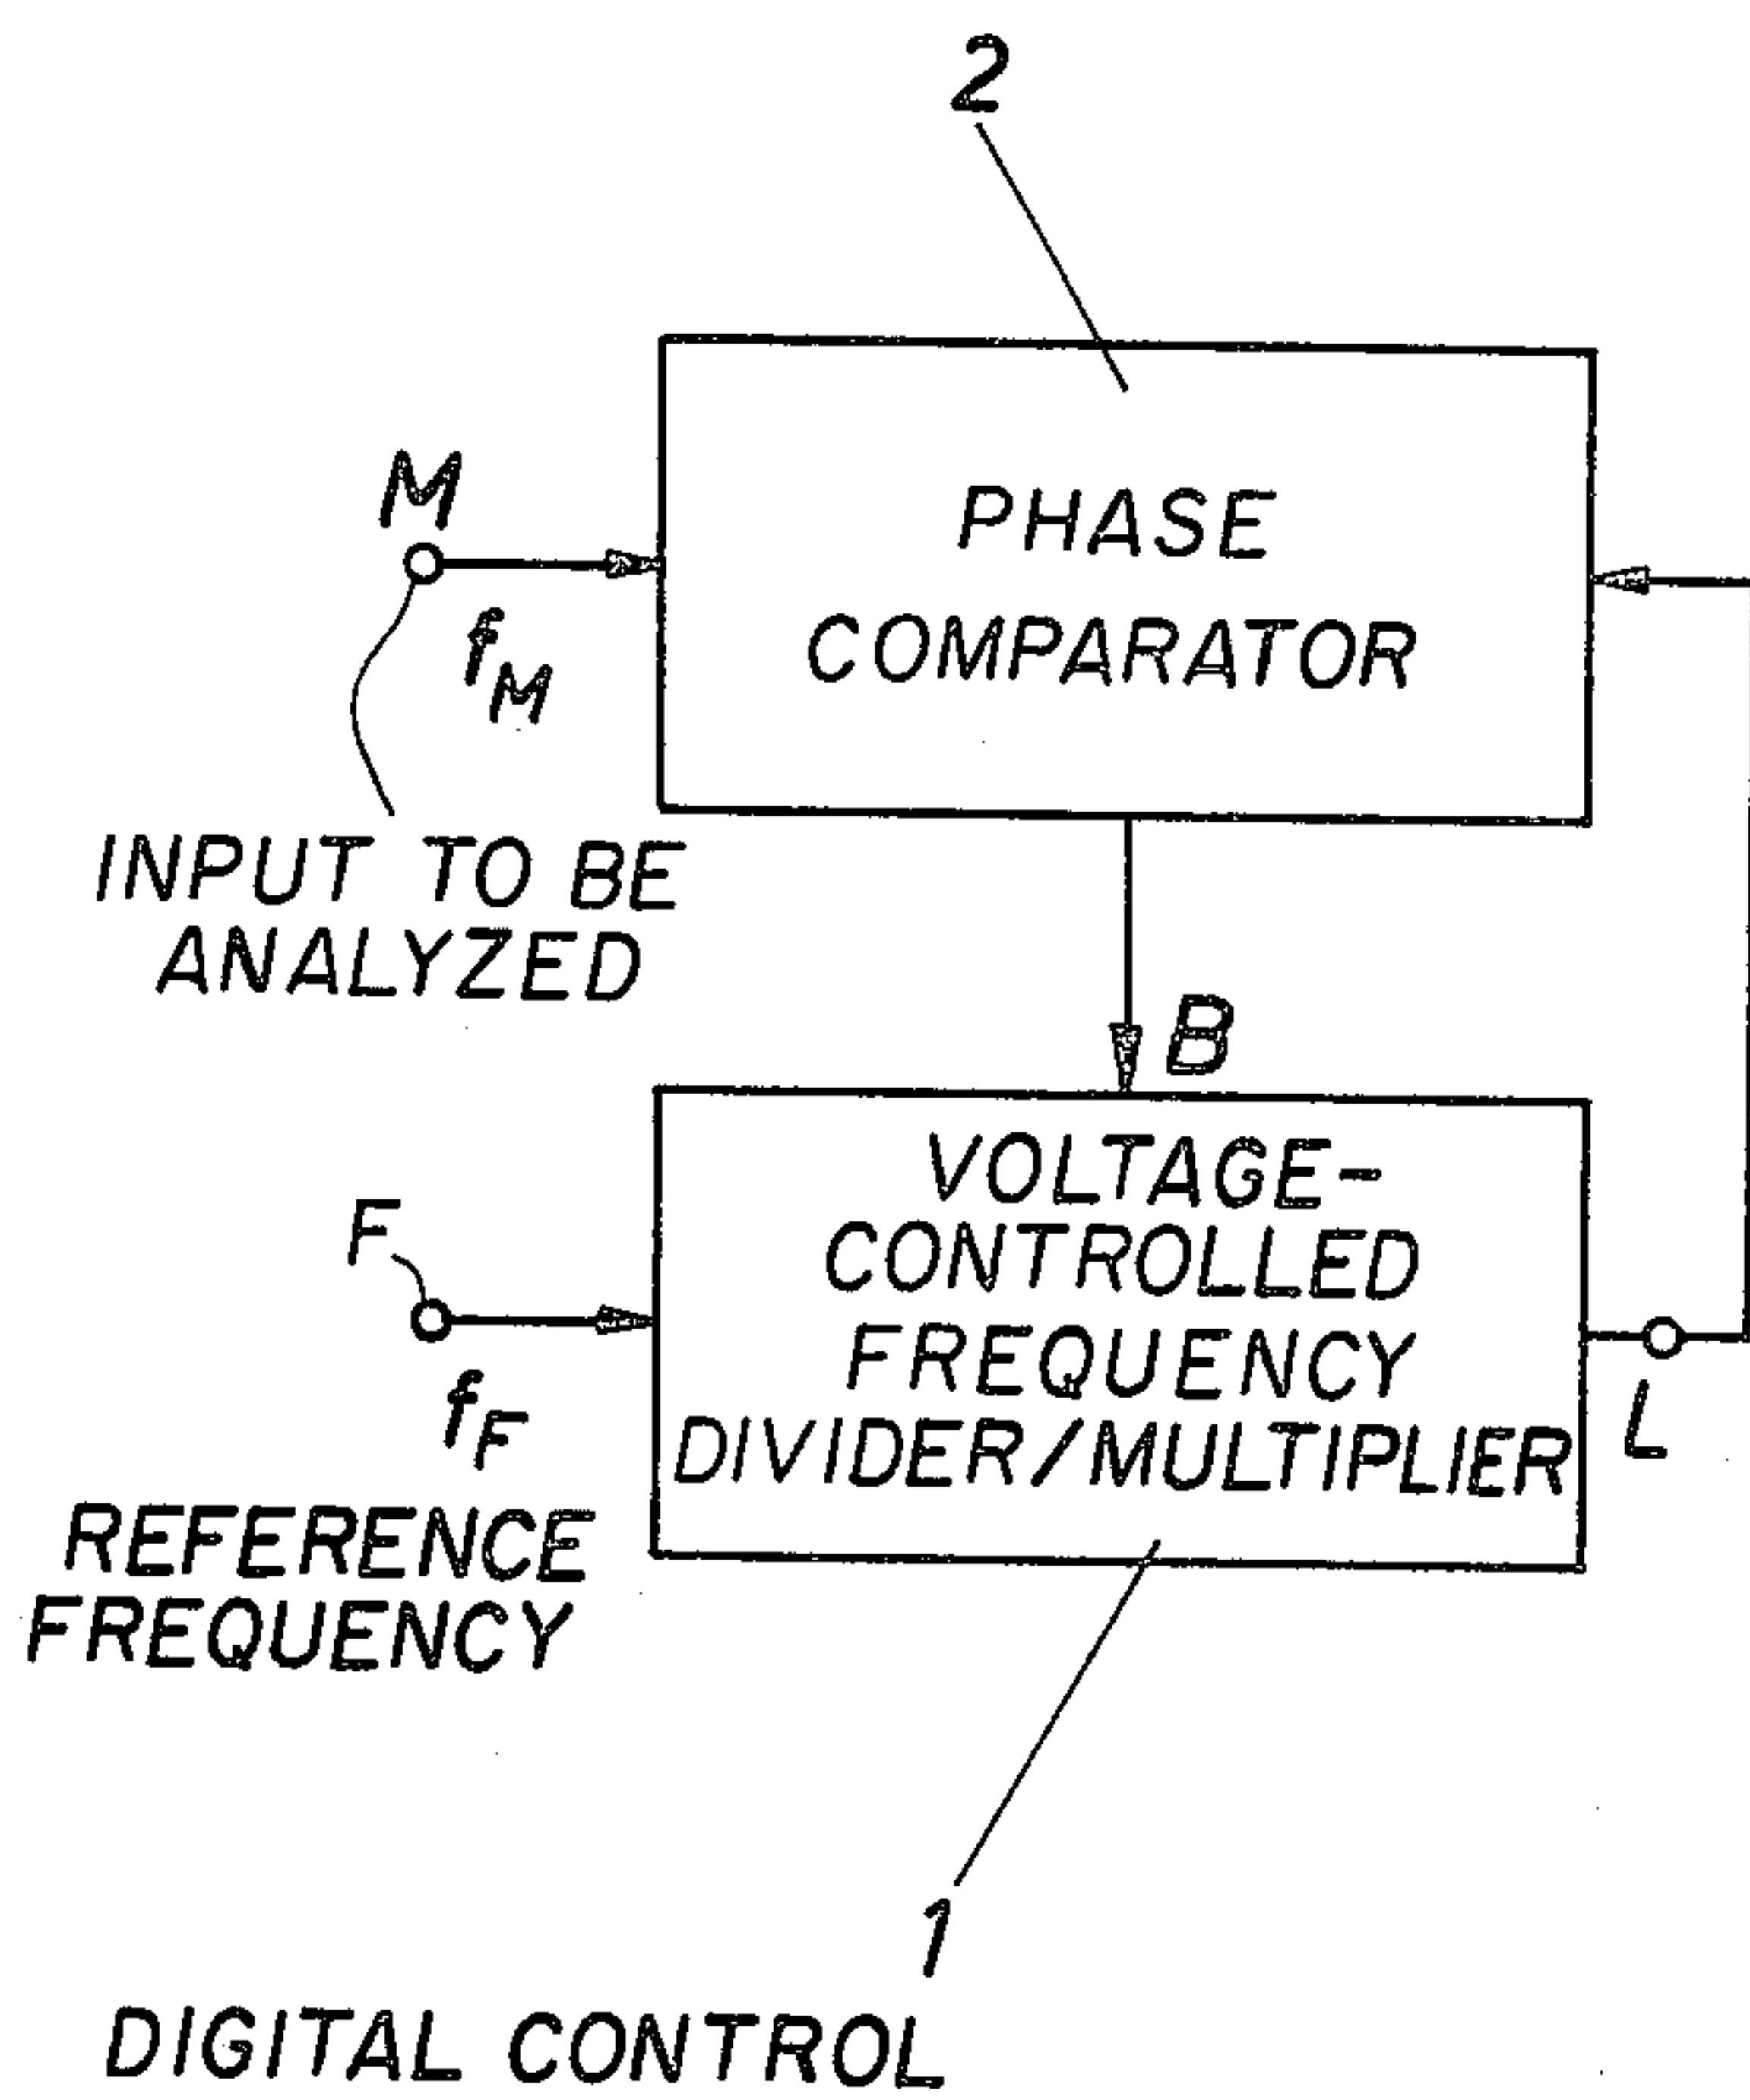 2
M
PHASE
COMPARATOR
fM
INPUT TO BE
ANALYZED
B
F
VOLTAGE-
CONTROLLED
FREQUENCY
DIVIDER/MULTIPLIER
fF
L
REFERENCE
FREQUENCY
1
DIGITAL CONTROL